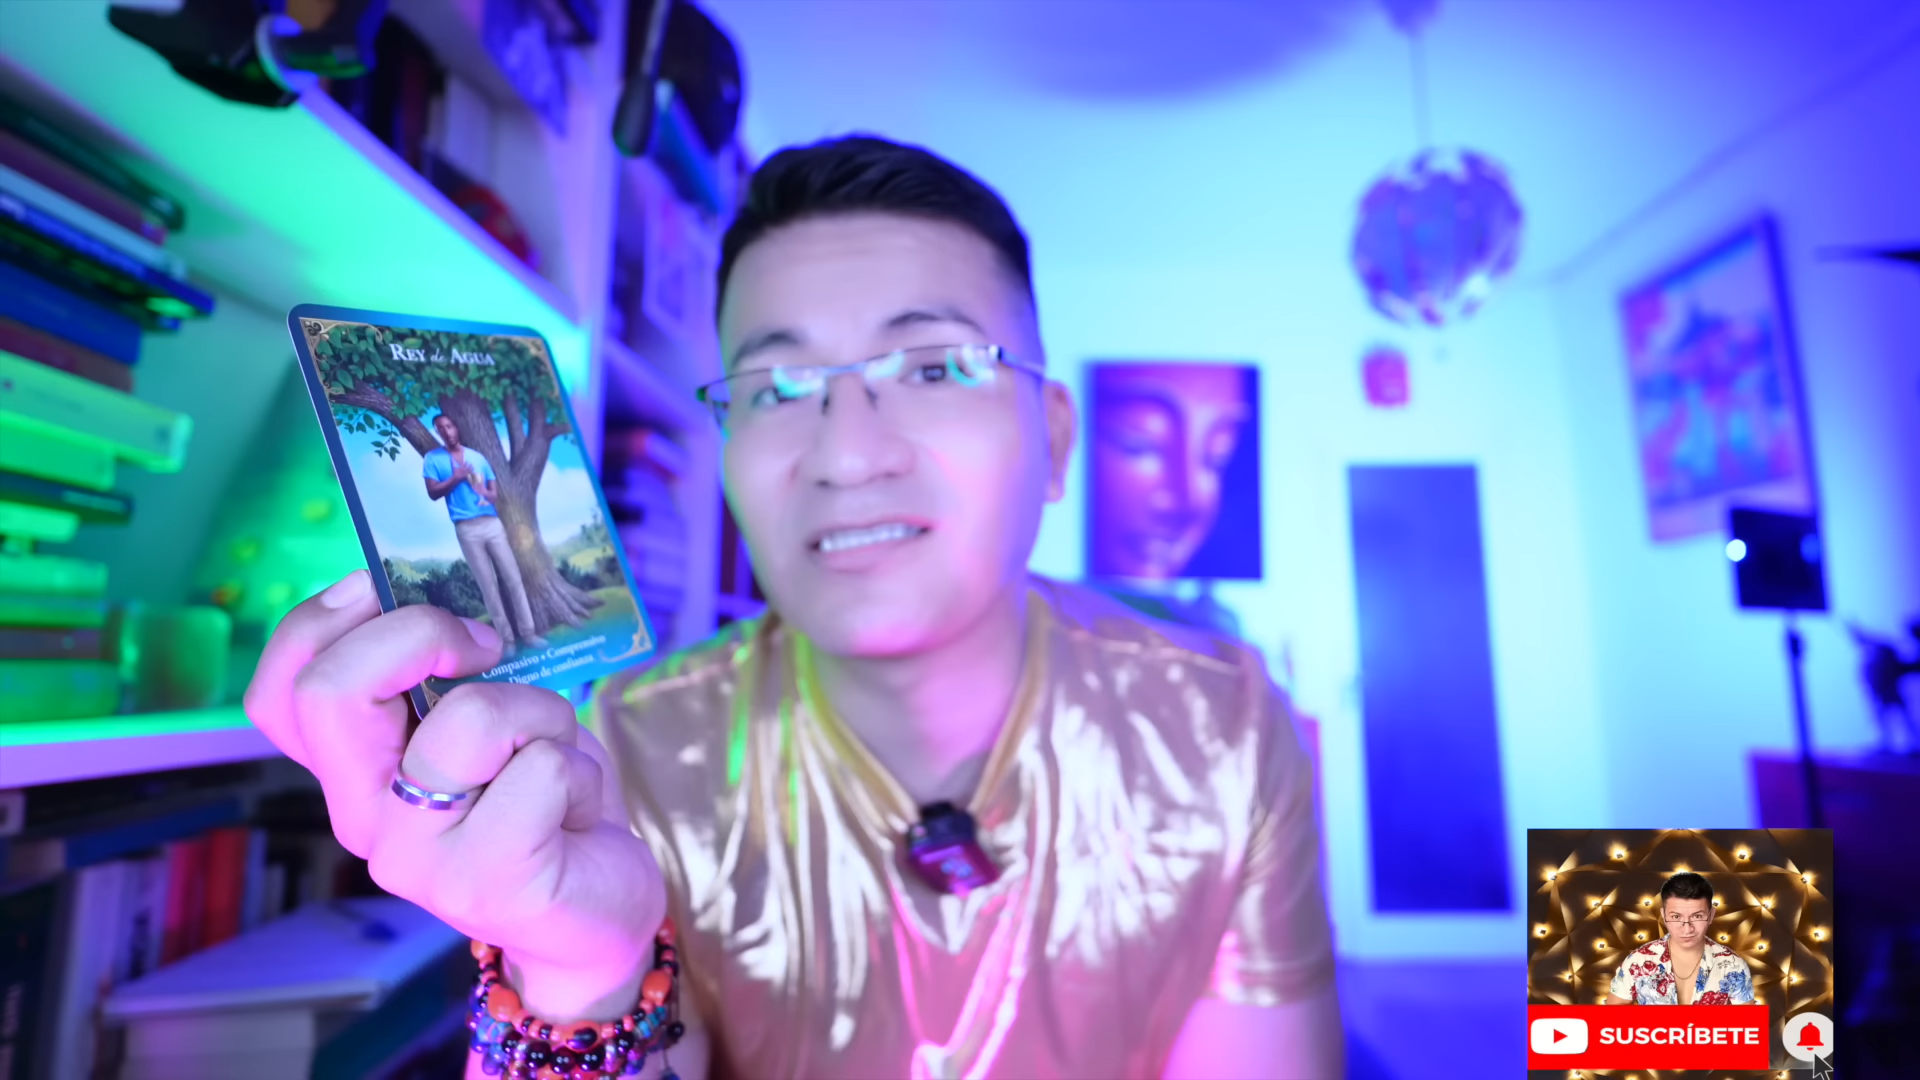 REY de AGUA
Compasivo • Comprensivo
Digno de confianza
SUSCRÍBETE